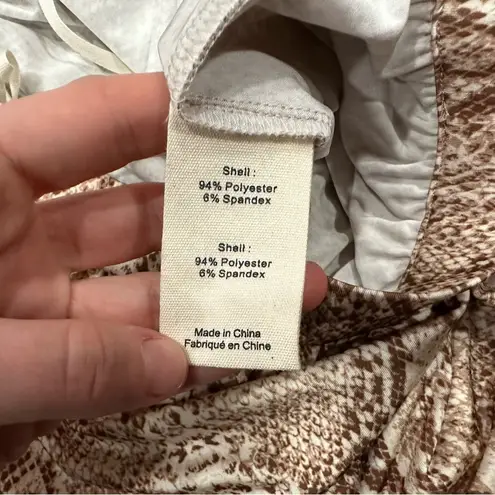 Shell :
94% Polyester
6% Spandex
Shell :
94% Polyester
6% Spandex
Made in China
Fabriqué en Chine